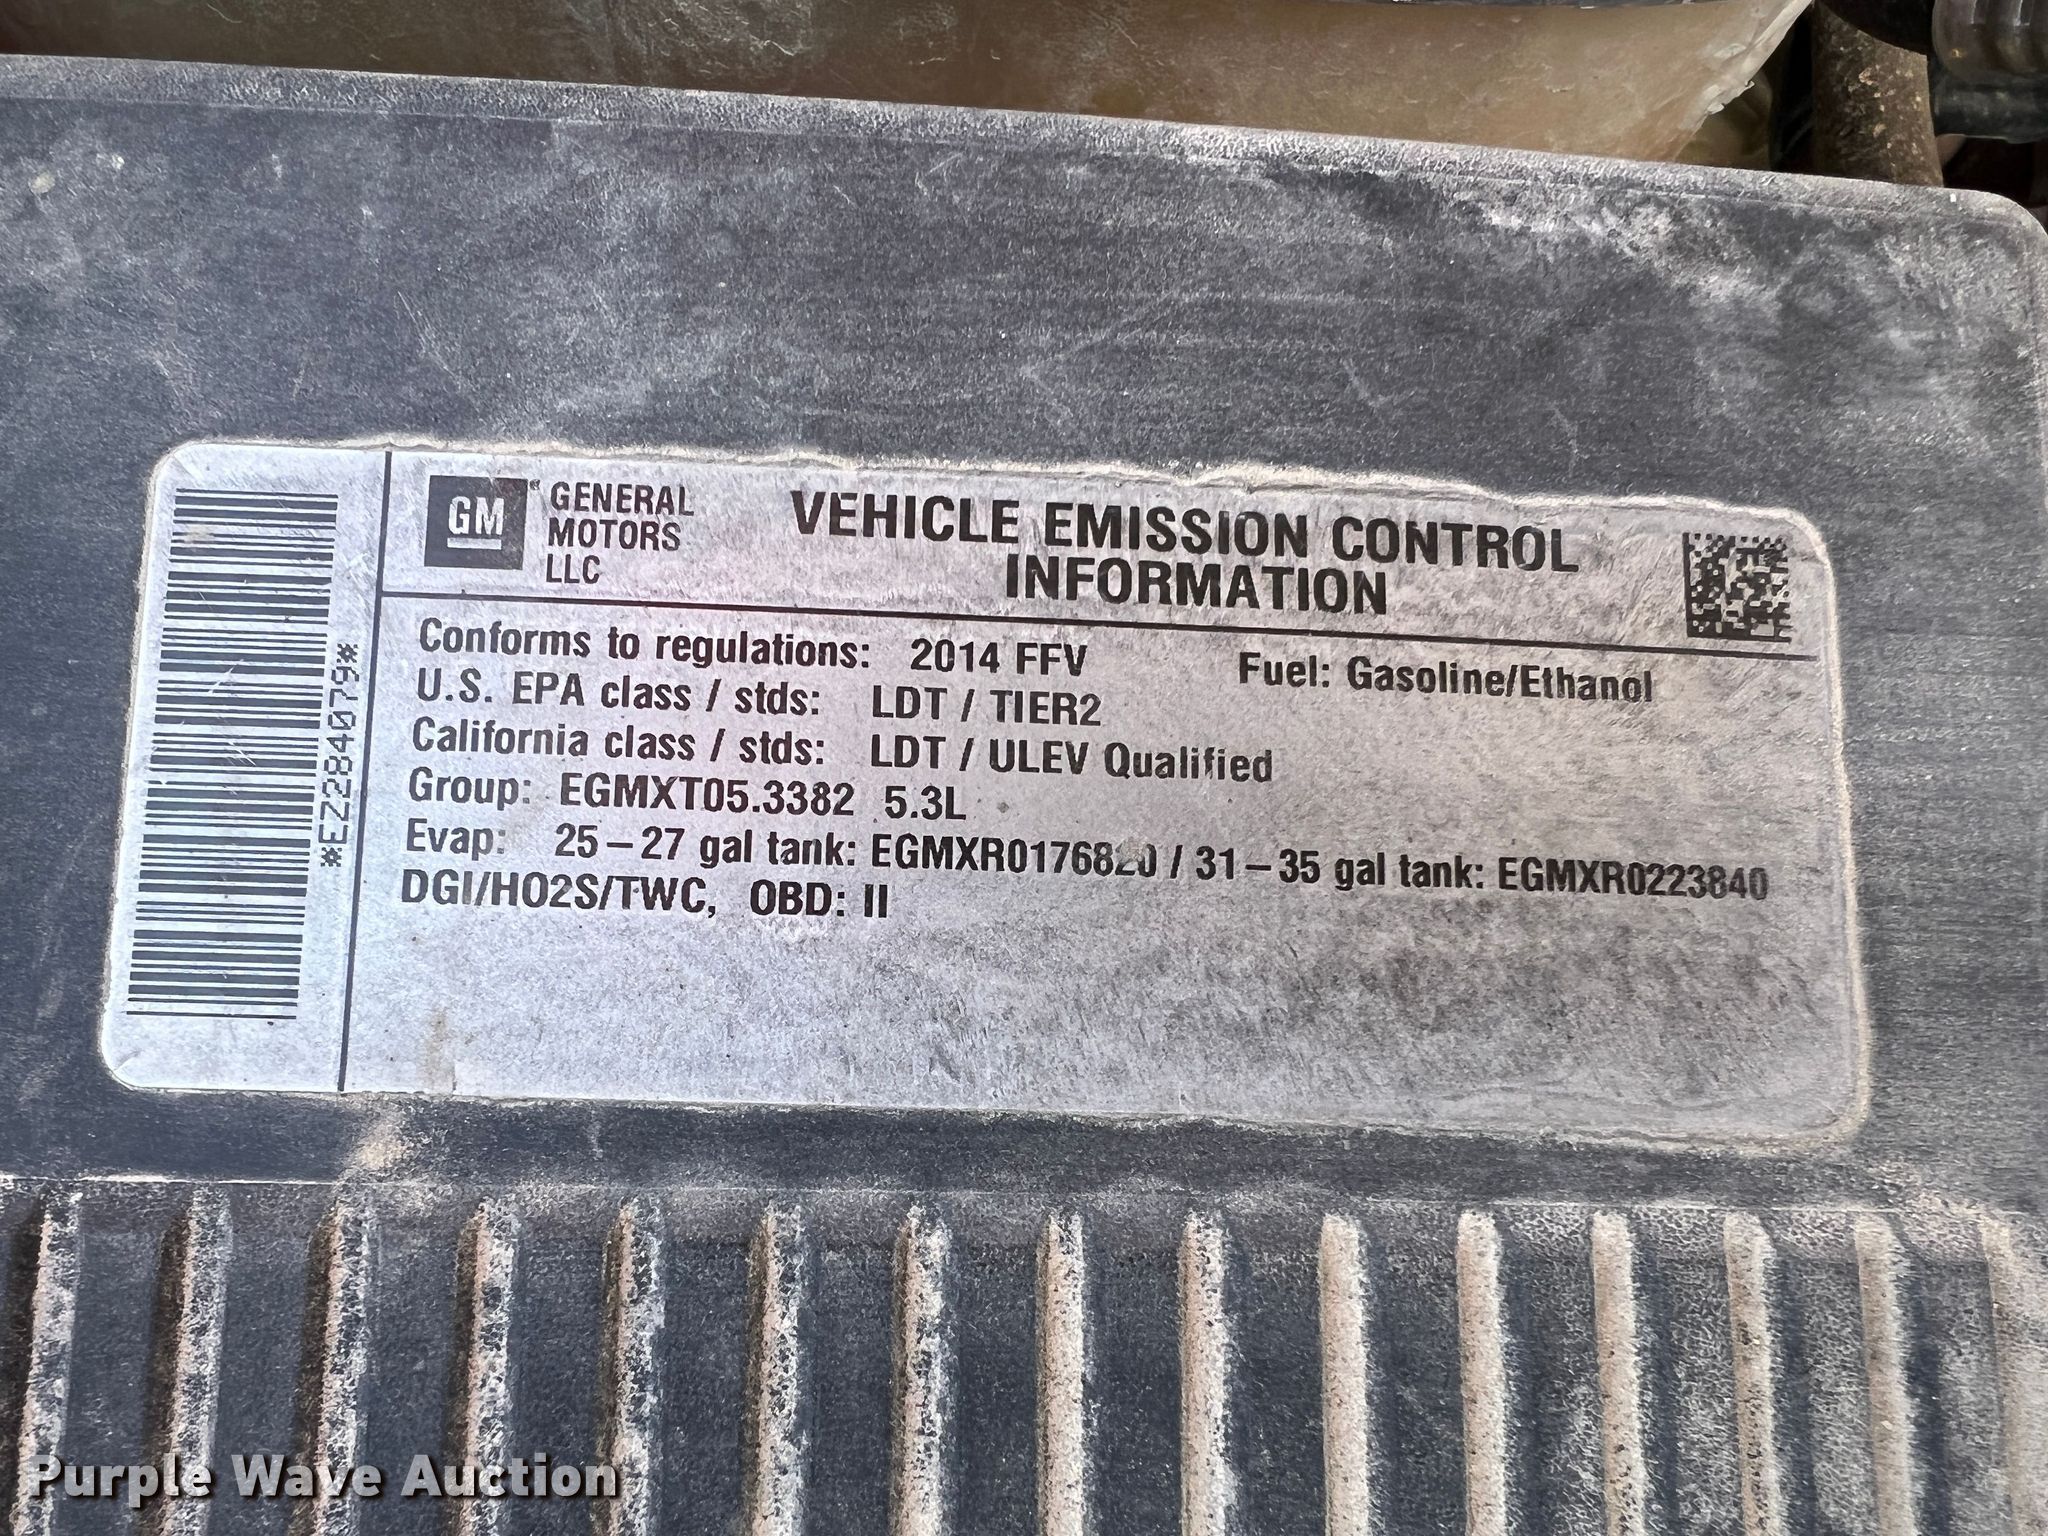 GM
GENERAL
MOTORS
LLC
VEHICLE EMISSION CONTROL
INFORMATION
*EZ2284079*
Conforms to regulations: 2014 FFV Fuel: Gasoline/Ethanol
U.S. EPA class / stds: LDT / TIER2
California class / stds: LDT / ULEV Qualified
Group: EGMXT05.3382 5.3L
Evap: 25–27 gal tank: EGMXR0176820 / 31–35 gal tank: EGMXR0223840
DGI/HO2S/TWC, OBD: II
Purple Wave Auction